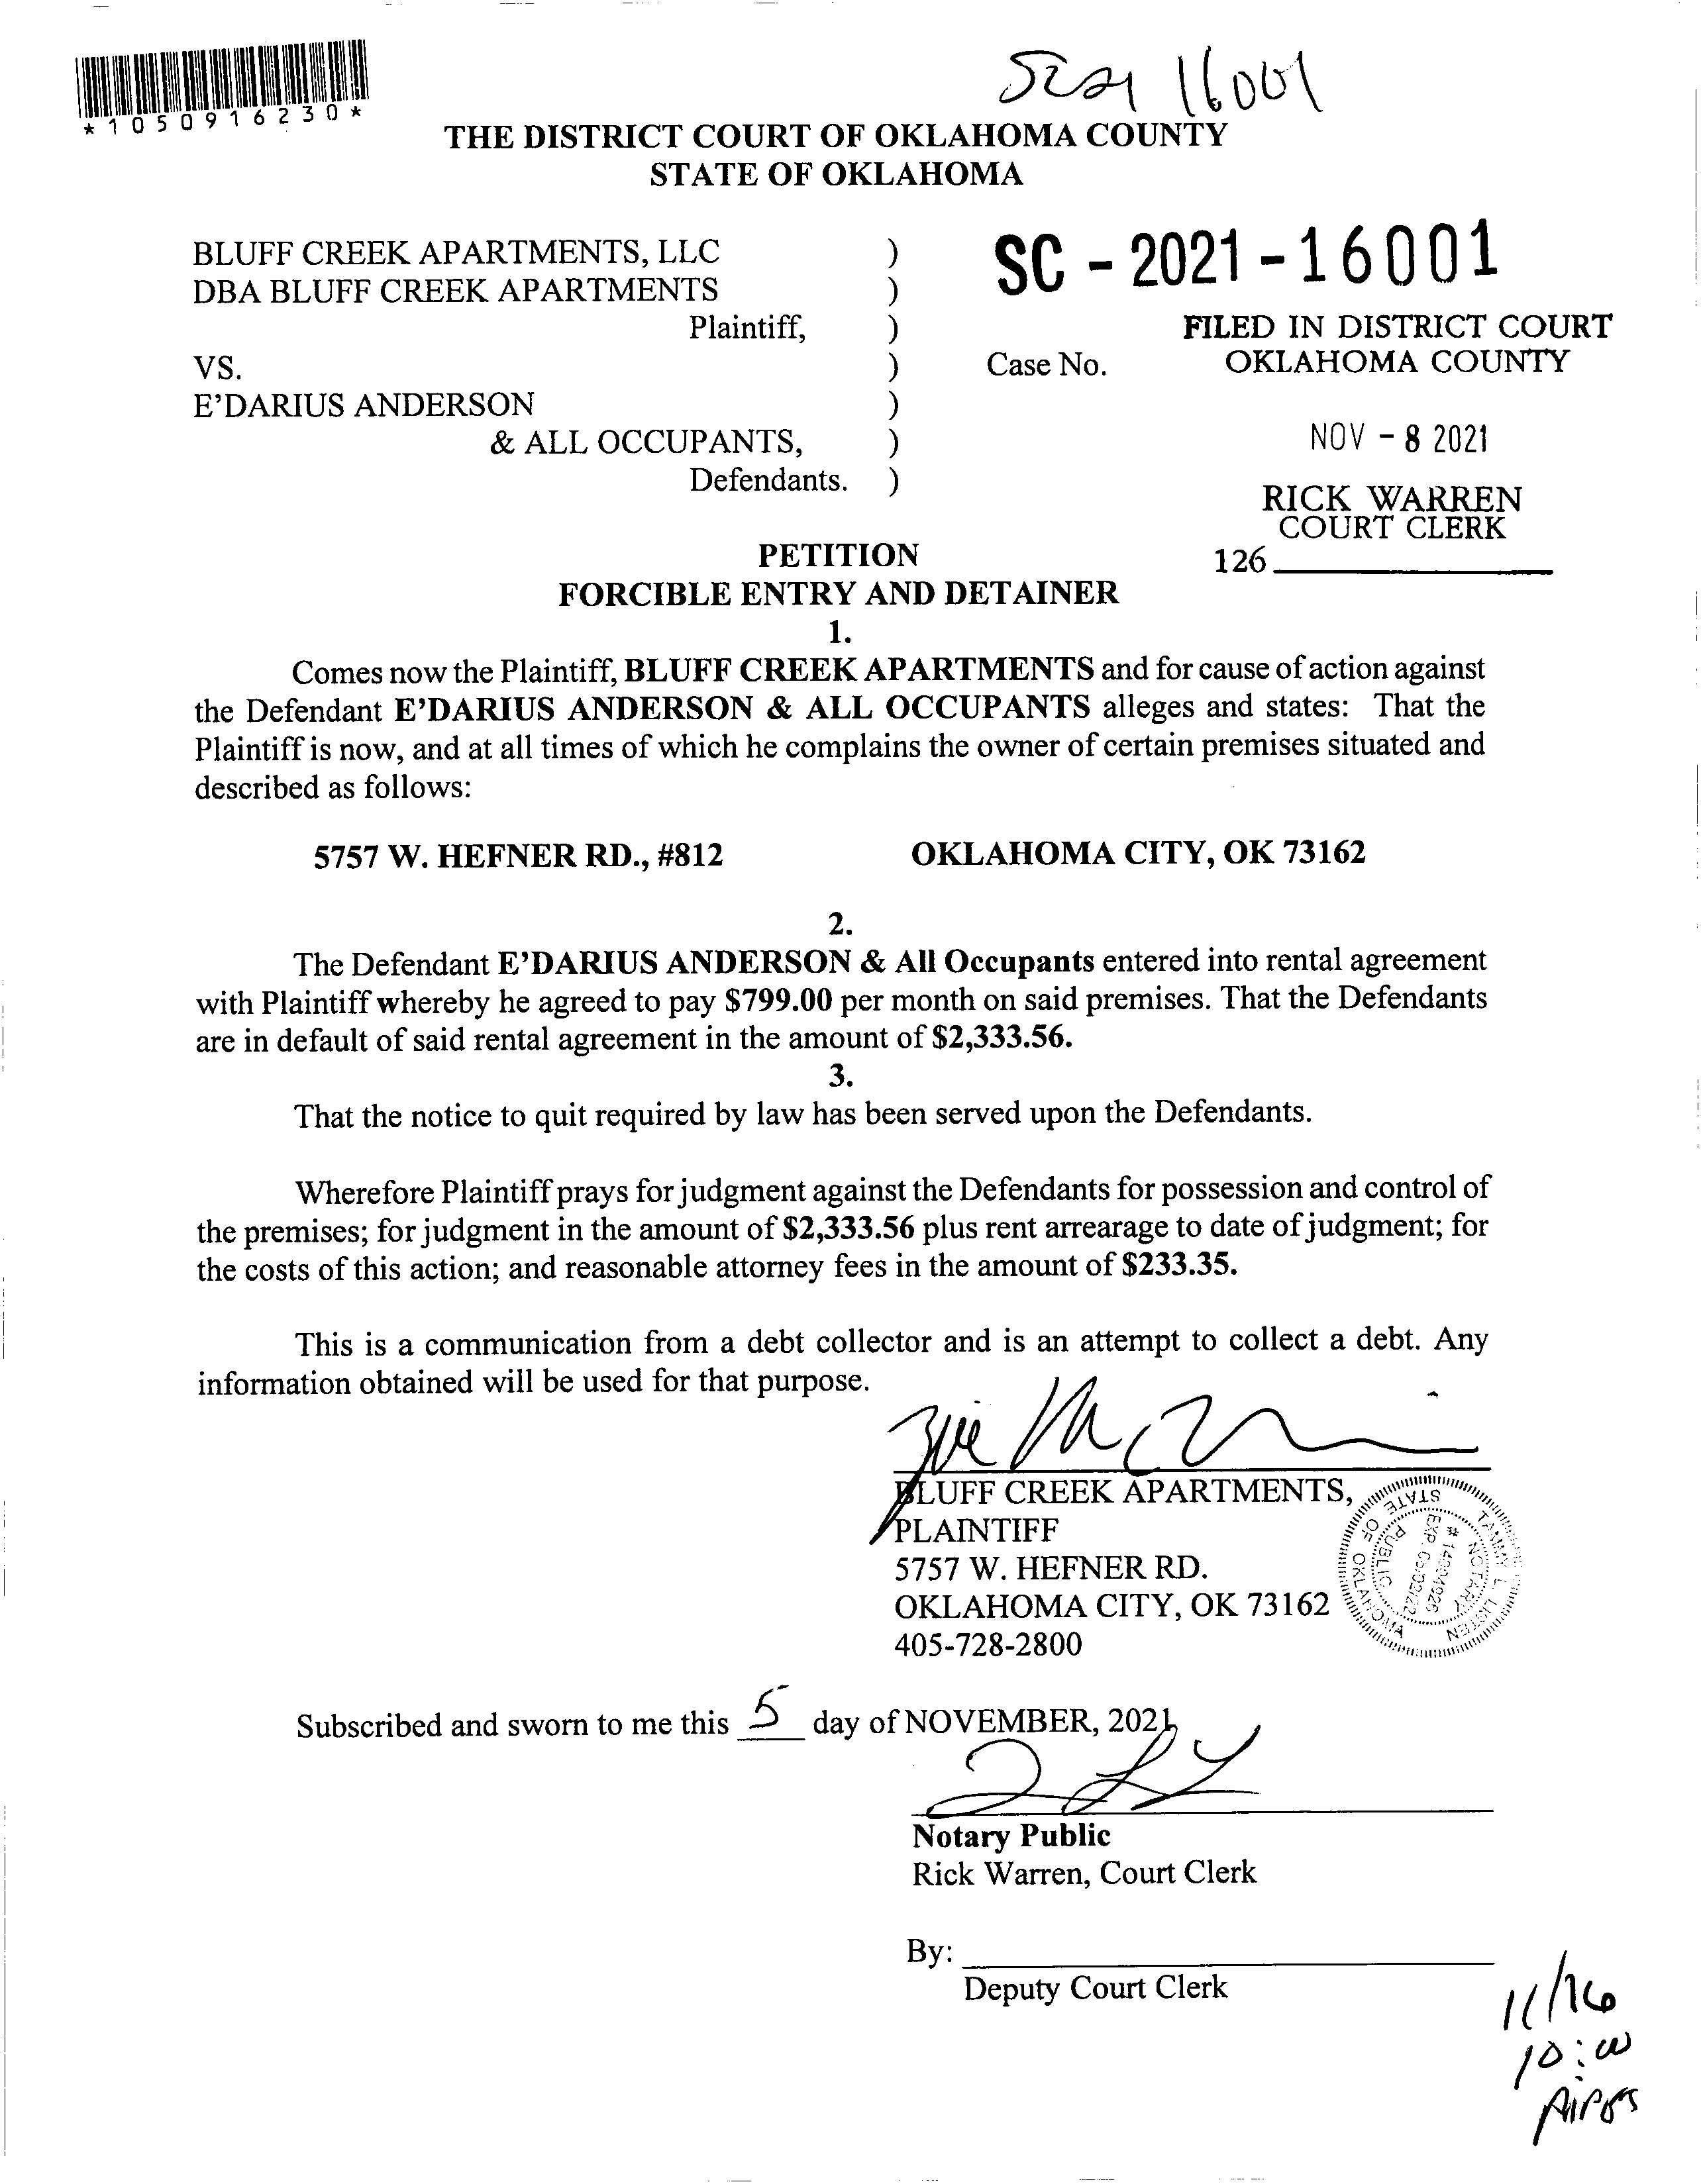 *1050916230*
16001
THE DISTRICT COURT OF OKLAHOMA COUNTY
STATE OF OKLAHOMA
BLUFF CREEK APARTMENTS, LLC )
DBA BLUFF CREEK APARTMENTS )
Plaintiff, )
VS. )
E'DARIUS ANDERSON )
& ALL OCCUPANTS, )
Defendants. )
SC - 2021 - 16001
Case No.
FILED IN DISTRICT COURT
OKLAHOMA COUNTY
NOV - 8 2021
RICK WARREN
COURT CLERK
126
PETITION
FORCIBLE ENTRY AND DETAINER
1.
Comes now the Plaintiff, BLUFF CREEK APARTMENTS and for cause of action against
the Defendant E'DARIUS ANDERSON & ALL OCCUPANTS alleges and states: That the
Plaintiff is now, and at all times of which he complains the owner of certain premises situated and
described as follows:
5757 W. HEFNER RD., #812 OKLAHOMA CITY, OK 73162
2.
The Defendant E'DARIUS ANDERSON & All Occupants entered into rental agreement
with Plaintiff whereby he agreed to pay $799.00 per month on said premises. That the Defendants
are in default of said rental agreement in the amount of $2,333.56.
3.
That the notice to quit required by law has been served upon the Defendants.
Wherefore Plaintiff prays for judgment against the Defendants for possession and control of
the premises; for judgment in the amount of $2,333.56 plus rent arrearage to date of judgment; for
the costs of this action; and reasonable attorney fees in the amount of $233.35.
This is a communication from a debt collector and is an attempt to collect a debt. Any
information obtained will be used for that purpose.
BLUFF CREEK APARTMENTS,
PLAINTIFF
5757 W. HEFNER RD.
OKLAHOMA CITY, OK 73162
405-728-2800
TAMMY L. LISTEN
STATE OF OKLAHOMA
NOTARY PUBLIC
Subscribed and sworn to me this 5 day of NOVEMBER, 2021
Notary Public
Rick Warren, Court Clerk
By:
Deputy Court Clerk
11/16
10:00